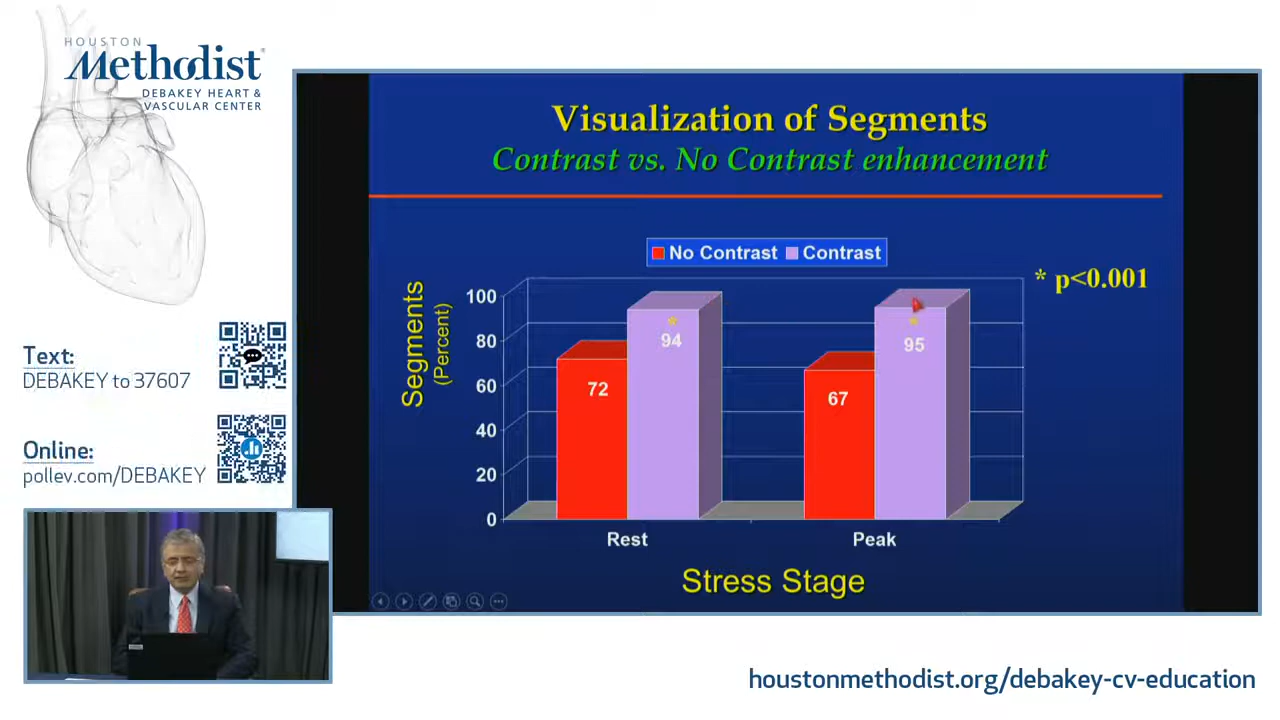 HOUSTON
Methodist
DEBAKEY HEART &
VASCULAR CENTER
Text:
DEBAKEY to 37607
Online:
pollev.com/DEBAKEY
Visualization of Segments
Contrast vs. No Contrast enhancement
No Contrast Contrast
* p<0.001
Segments
(Percent)
100
80
60
40
20
0
72
* 94
67
* 95
Rest
Peak
Stress Stage
houstonmethodist.org/debakey-cv-education